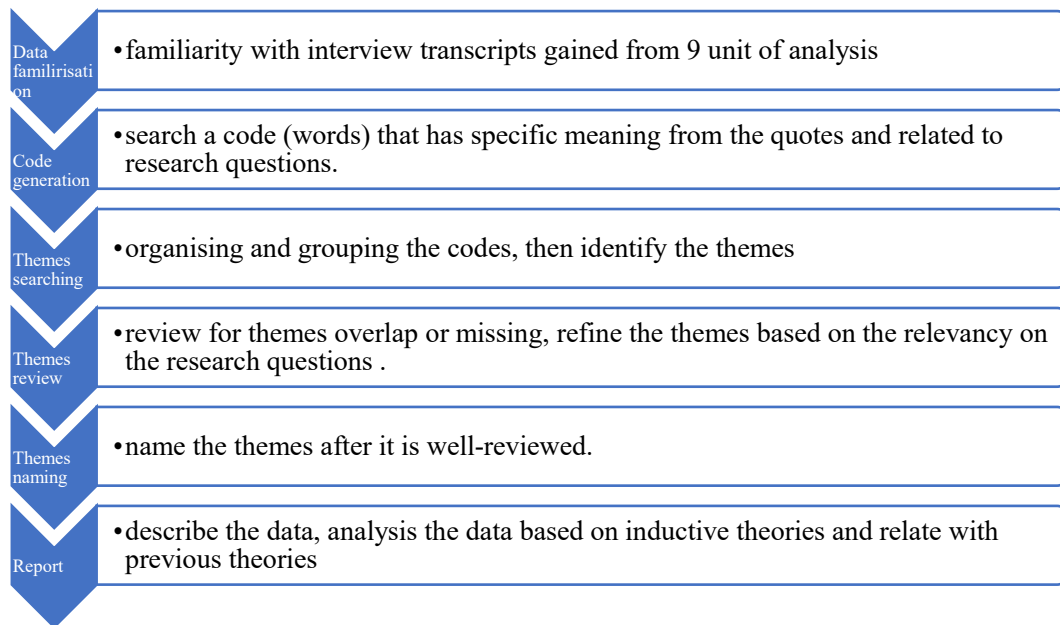 Data
familirisati
on
•familiarity with interview transcripts gained from 9 unit of analysis
Code
generation
•search a code (words) that has specific meaning from the quotes and related to
research questions.
Themes
searching
•organising and grouping the codes, then identify the themes
Themes
review
•review for themes overlap or missing, refine the themes based on the relevancy on
the research questions .
Themes
naming
•name the themes after it is well-reviewed.
Report
•describe the data, analysis the data based on inductive theories and relate with
previous theories